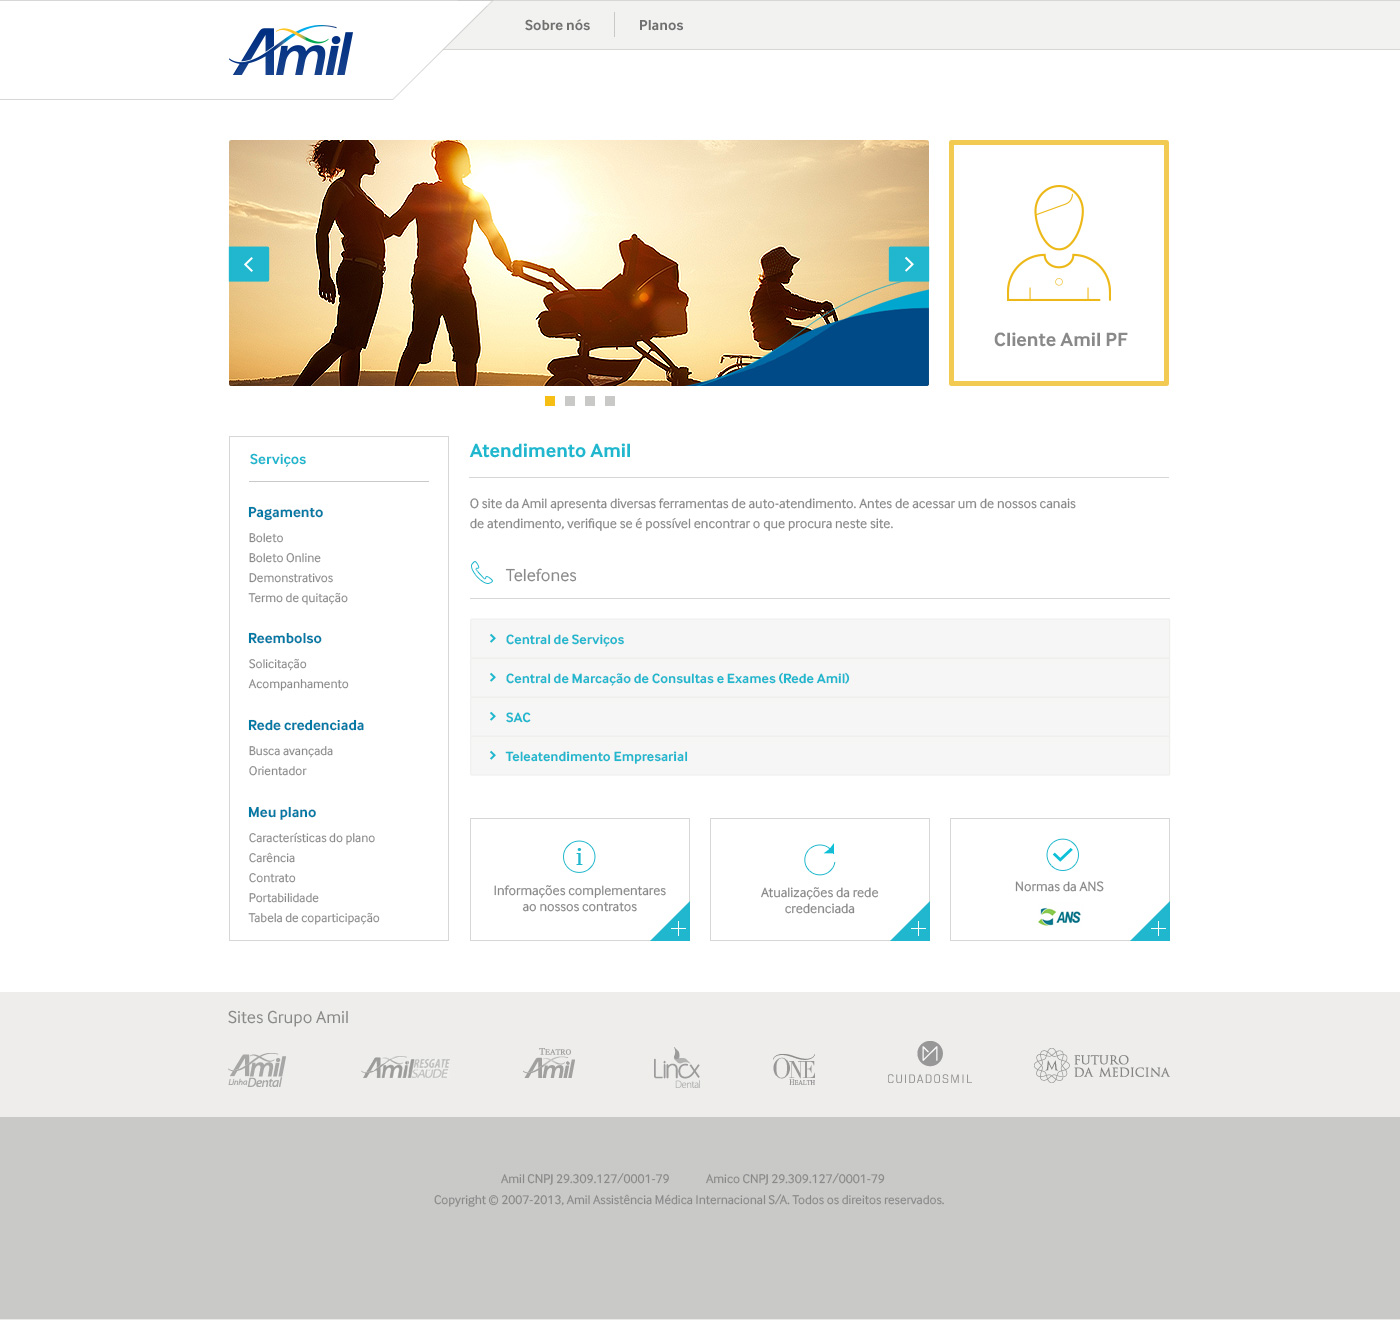 Amil
Sobre nós
Planos
Cliente Amil PF
Serviços
Pagamento
Boleto
Boleto Online
Demonstrativos
Termo de quitação
Reembolso
Solicitação
Acompanhamento
Rede credenciada
Busca avançada
Orientador
Meu plano
Características do plano
Carência
Contrato
Portabilidade
Tabela de coparticipação
Atendimento Amil
O site da Amil apresenta diversas ferramentas de auto-atendimento. Antes de acessar um de nossos canais
de atendimento, verifique se é possível encontrar o que procura neste site.
Telefones
Central de Serviços
Central de Marcação de Consultas e Exames (Rede Amil)
SAC
Teleatendimento Empresarial
i
Informações complementares
ao nossos contratos
Atualizações da rede
credenciada
Normas da ANS
ANS
Sites Grupo Amil
Amil
Linha Dental
Amil RESGATE
SAÚDE
TEATRO
Amil
Lincx
Dental
ONE
HEALTH
M
CUIDADOSMIL
M
FUTURO
DA MEDICINA
Amil CNPJ 29.309.127/0001-79
Amico CNPJ 29.309.127/0001-79
Copyright © 2007-2013, Amil Assistência Médica Internacional S/A. Todos os direitos reservados.